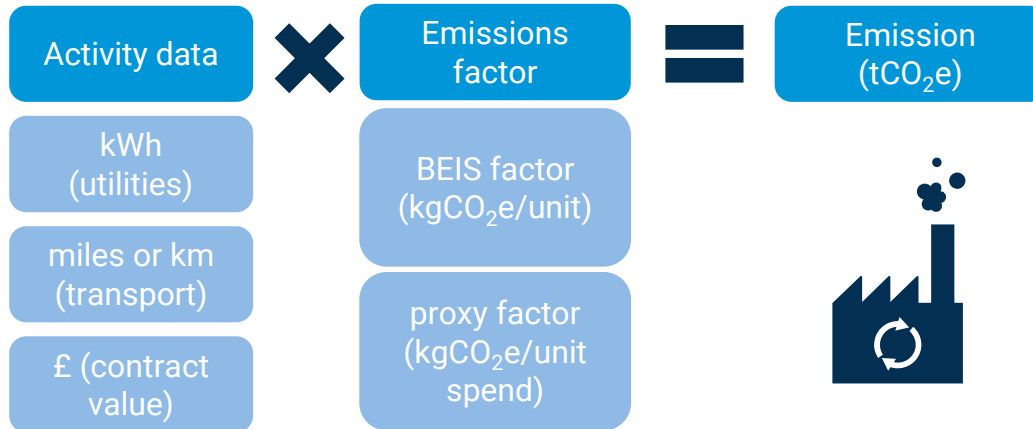 Activity data
Emissions
factor
Emission
(tCO₂e)
kWh
(utilities)
miles or km
(transport)
£ (contract
value)
BEIS factor
(kgCO₂e/unit)
proxy factor
(kgCO₂e/unit
spend)